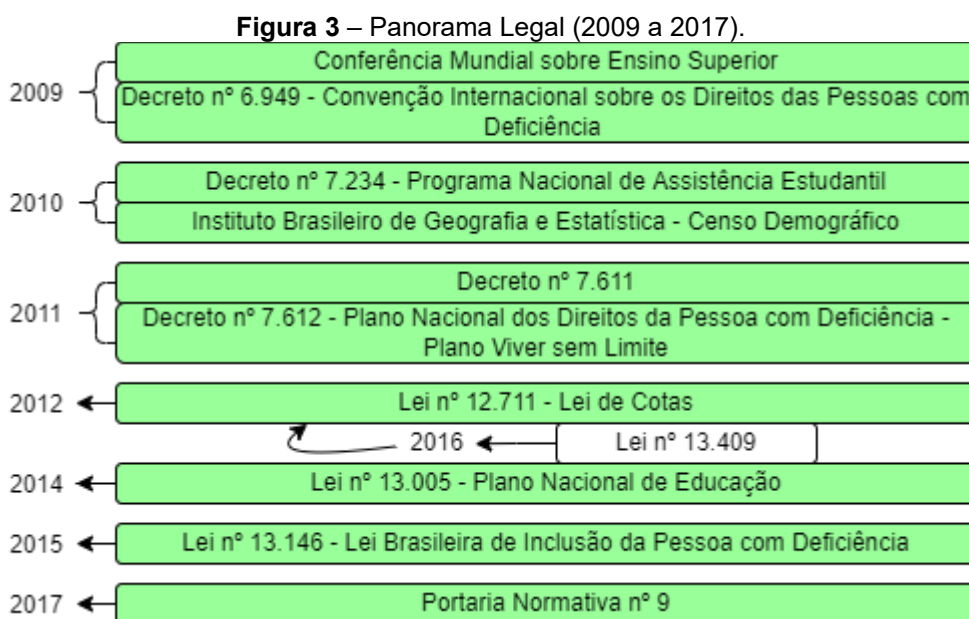 Figura 3 – Panorama Legal (2009 a 2017).
Conferência Mundial sobre Ensino Superior
2009
Decreto nº 6.949 - Convenção Internacional sobre os Direitos das Pessoas com
Deficiência
Decreto nº 7.234 - Programa Nacional de Assistência Estudantil
2010
Instituto Brasileiro de Geografia e Estatística - Censo Demográfico
Decreto nº 7.611
2011
Decreto nº 7.612 - Plano Nacional dos Direitos da Pessoa com Deficiência -
Plano Viver sem Limite
2012 Lei nº 12.711 - Lei de Cotas
2016 Lei nº 13.409
2014 Lei nº 13.005 - Plano Nacional de Educação
2015 Lei nº 13.146 - Lei Brasileira de Inclusão da Pessoa com Deficiência
2017 Portaria Normativa nº 9